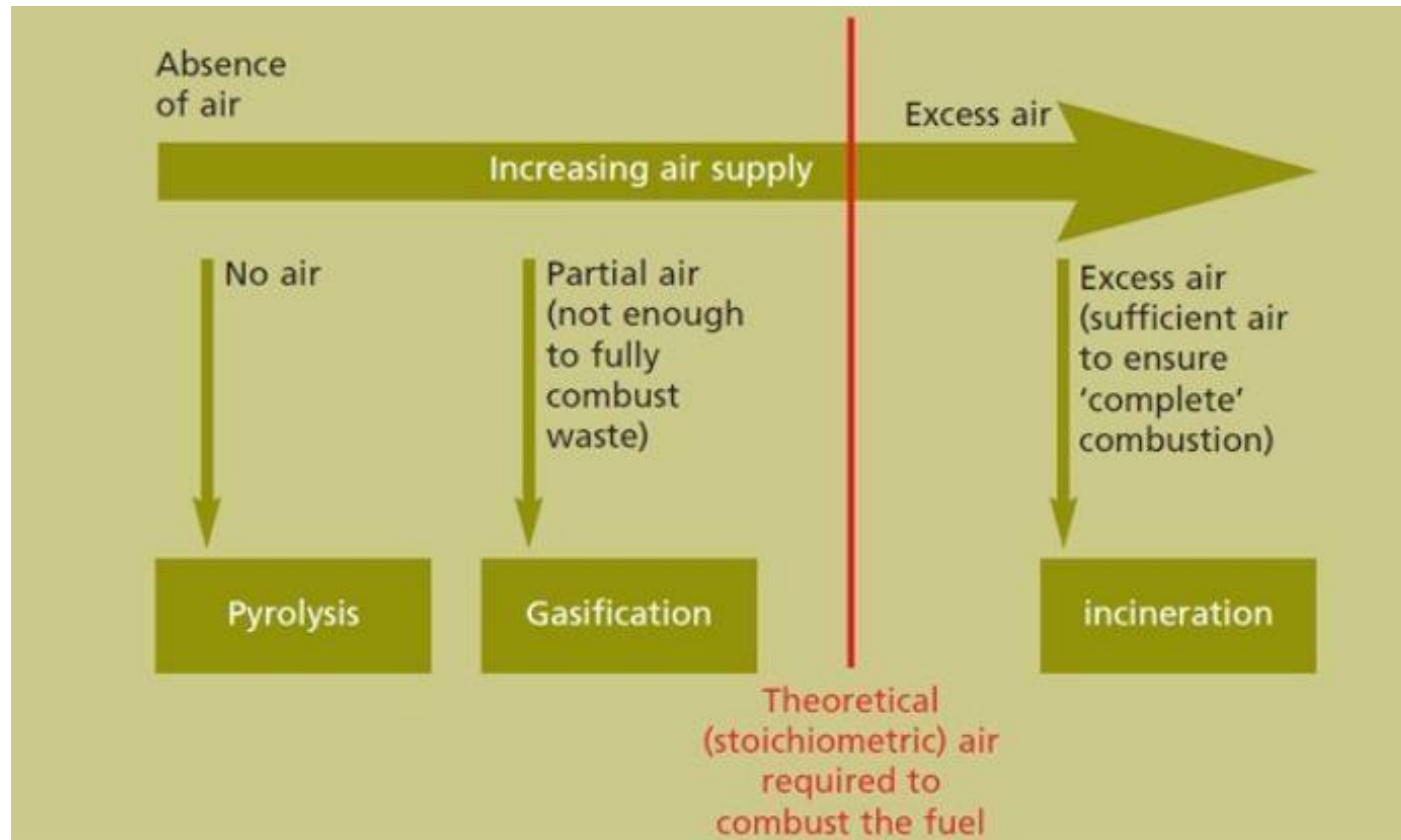 Absence
of air
Excess air
Increasing air supply
No air
Partial air
(not enough
to fully
combust
waste)
Excess air
(sufficient air
to ensure
‘complete’
combustion)
Pyrolysis
Gasification
incineration
Theoretical
(stoichiometric) air
required to
combust the fuel